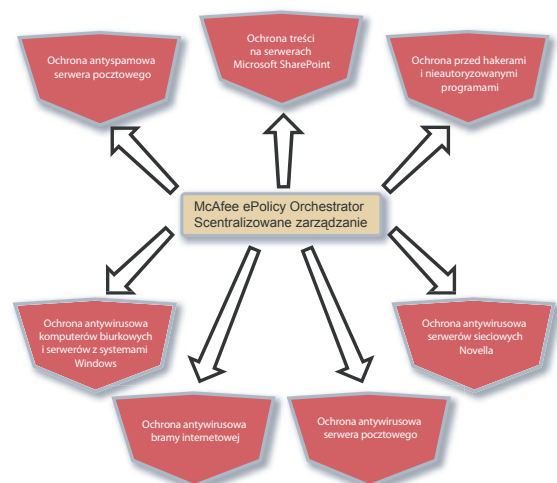 Ochrona antyspamowa
serwera pocztowego
Ochrona treści
na serwerach
Microsoft SharePoint
Ochrona przed hakerami
i nieautoryzowanymi
programami
McAfee ePolicy Orchestrator
Scentralizowane zarządzanie
Ochrona antywirusowa
komputerów biurkowych
i serwerów z systemami
Windows
Ochrona antywirusowa
serwerów sieciowych
Novella
Ochrona antywirusowa
bramy internetowej
Ochrona antywirusowa
serwera pocztowego